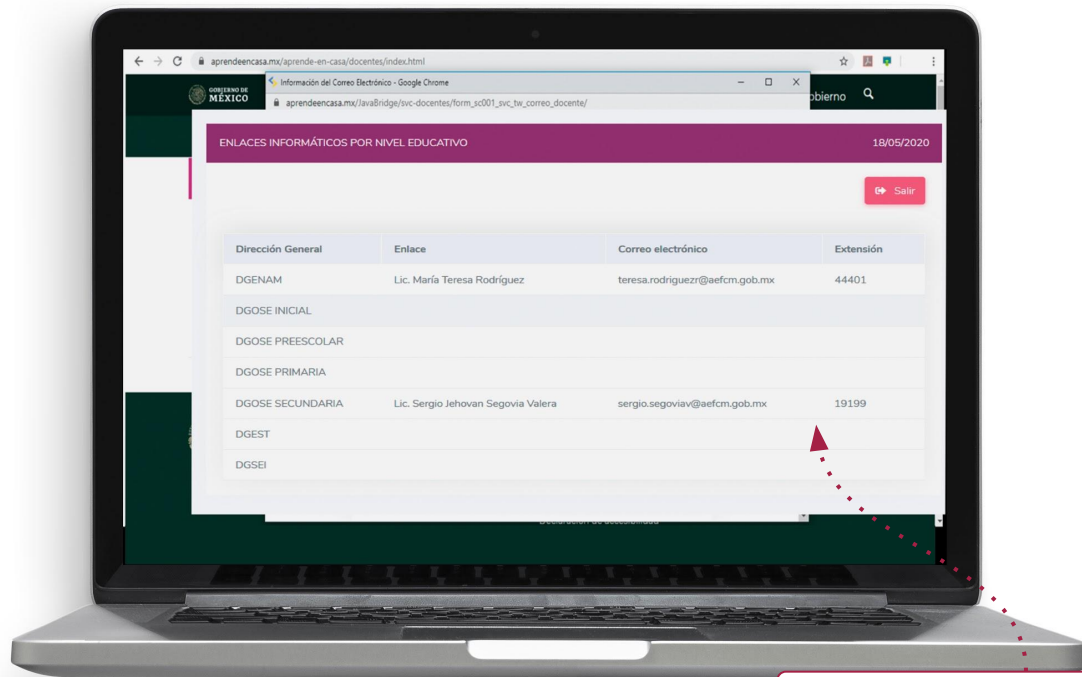 aprendeencasa.mx/aprende-en-casa/docentes/index.html
Información del Correo Electrónico - Google Chrome
GOBIERNO DE
MÉXICO
aprendeencasa.mx/JavaBridge/svc-docentes/form_sc001_svc_tw_correo_docente/
obierno
ENLACES INFORMÁTICOS POR NIVEL EDUCATIVO 18/05/2020
Salir
Dirección General Enlace Correo electrónico Extensión
DGENAM Lic. María Teresa Rodríguez teresa.rodriguezr@aefcm.gob.mx 44401
DGOSE INICIAL
DGOSE PREESCOLAR
DGOSE PRIMARIA
DGOSE SECUNDARIA Lic. Sergio Jehovan Segovia Valera sergio.segoviav@aefcm.gob.mx 19199
DGEST
DGSEI